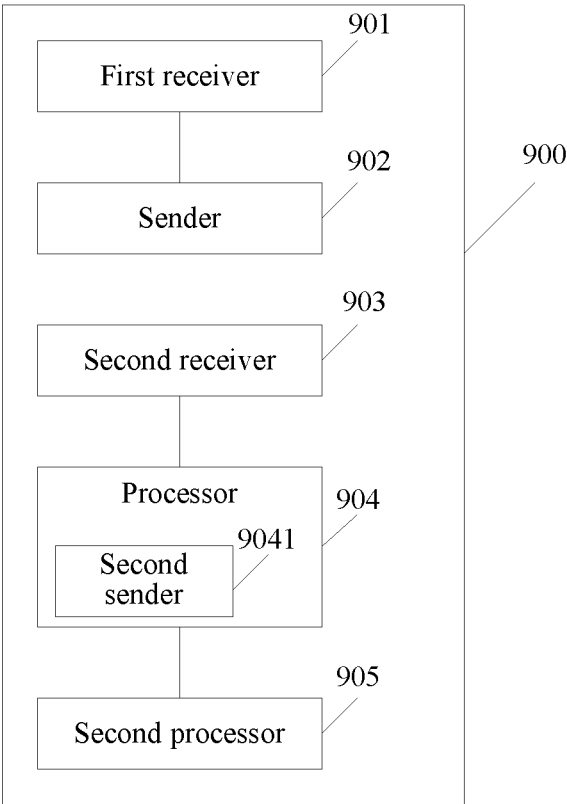 901
First receiver
902
900
Sender
903
Second receiver
Processor
904
9041
Second
sender
905
Second processor